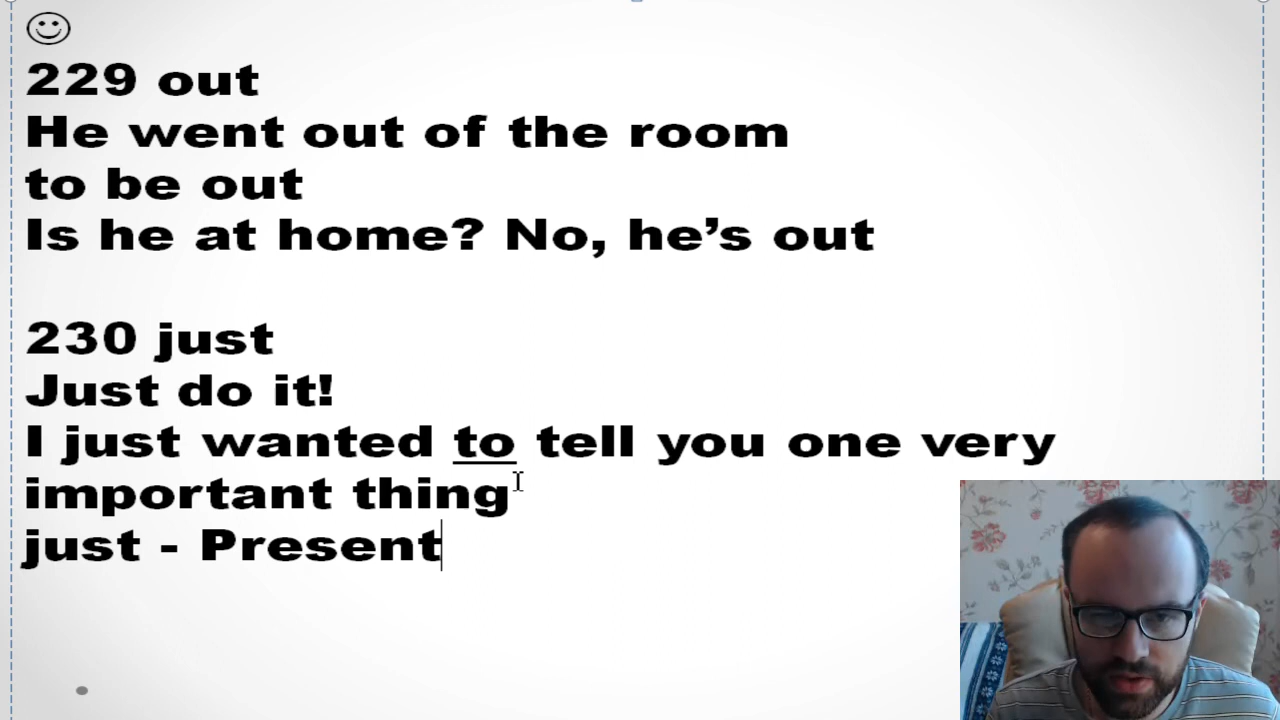 229 out
He went out of the room
to be out
Is he at home? No, he’s out
230 just
Just do it!
I just wanted to tell you one very
important thing
just - Present